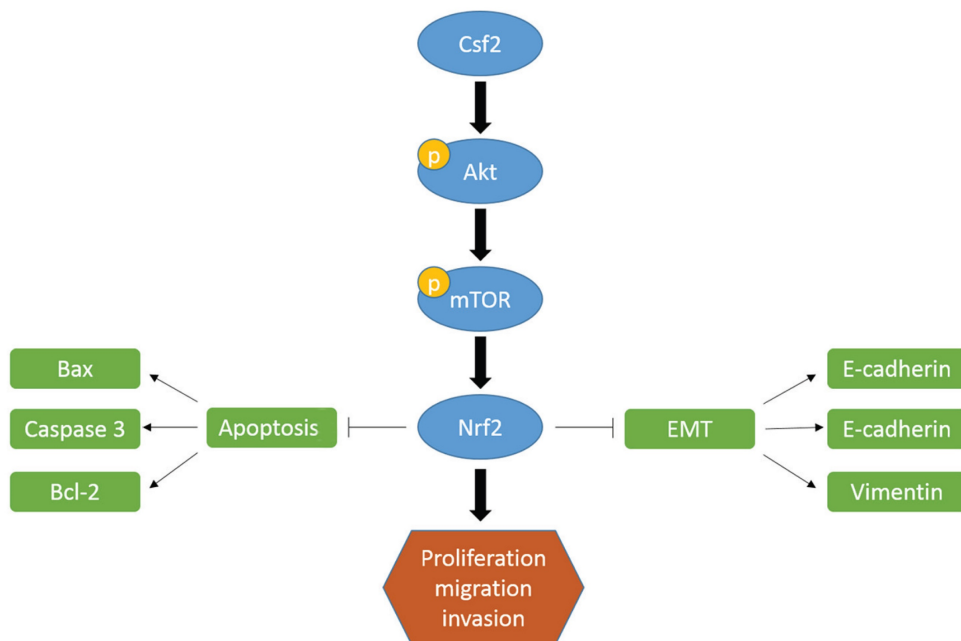 Csf2
p
Akt
p
mTOR
Bax
Caspase 3
Bcl-2
Apoptosis
Nrf2
EMT
E-cadherin
E-cadherin
Vimentin
Proliferation
migration
invasion